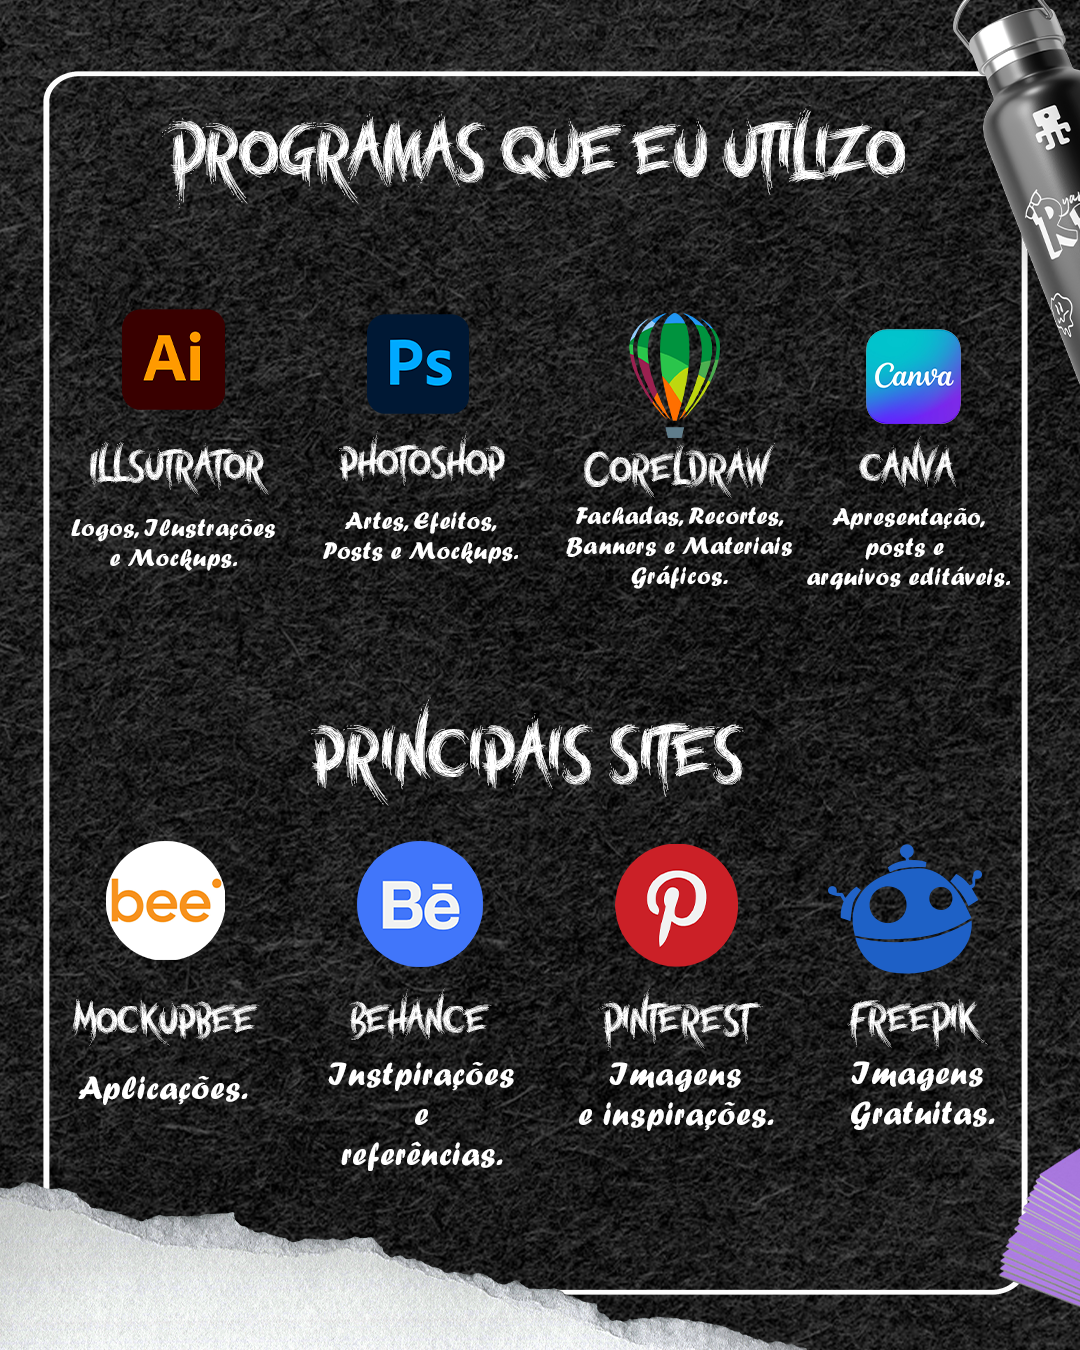 PROGRAMAS QUE EU UTILIZO
Ai
Ps
Canva
ILLSUTRATOR
PHOTOSHOP
CORELDRAW
CANVA
Logos, Ilustrações
e Mockups.
Artes, Efeitos,
Posts e Mockups.
Fachadas, Recortes,
Banners e Materiais
Gráficos.
Apresentação,
posts e
arquivos editáveis.
PRINCIPAIS SITES
bee
Bē
MOCKUPBEE
BEHANCE
PINTEREST
FREEPIK
Aplicações.
Instpirações
e
referências.
Imagens
e inspirações.
Imagens
Gratuitas.